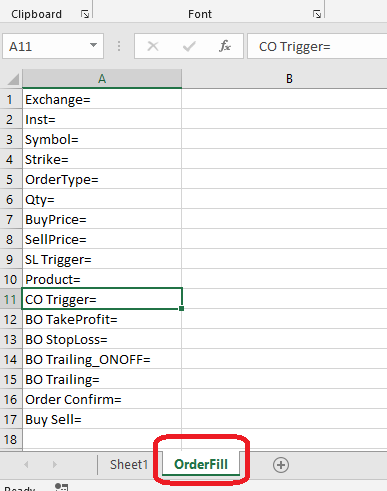 Clipboard Font
A11 fx CO Trigger=
A B
1 Exchange=
2 Inst=
3 Symbol=
4 Strike=
5 OrderType=
6 Qty=
7 BuyPrice=
8 SellPrice=
9 SL Trigger=
10 Product=
11 CO Trigger=
12 BO TakeProfit=
13 BO StopLoss=
14 BO Trailing_ONOFF=
15 BO Trailing=
16 Order Confirm=
17 Buy Sell=
18
Sheet1 OrderFill
Ready